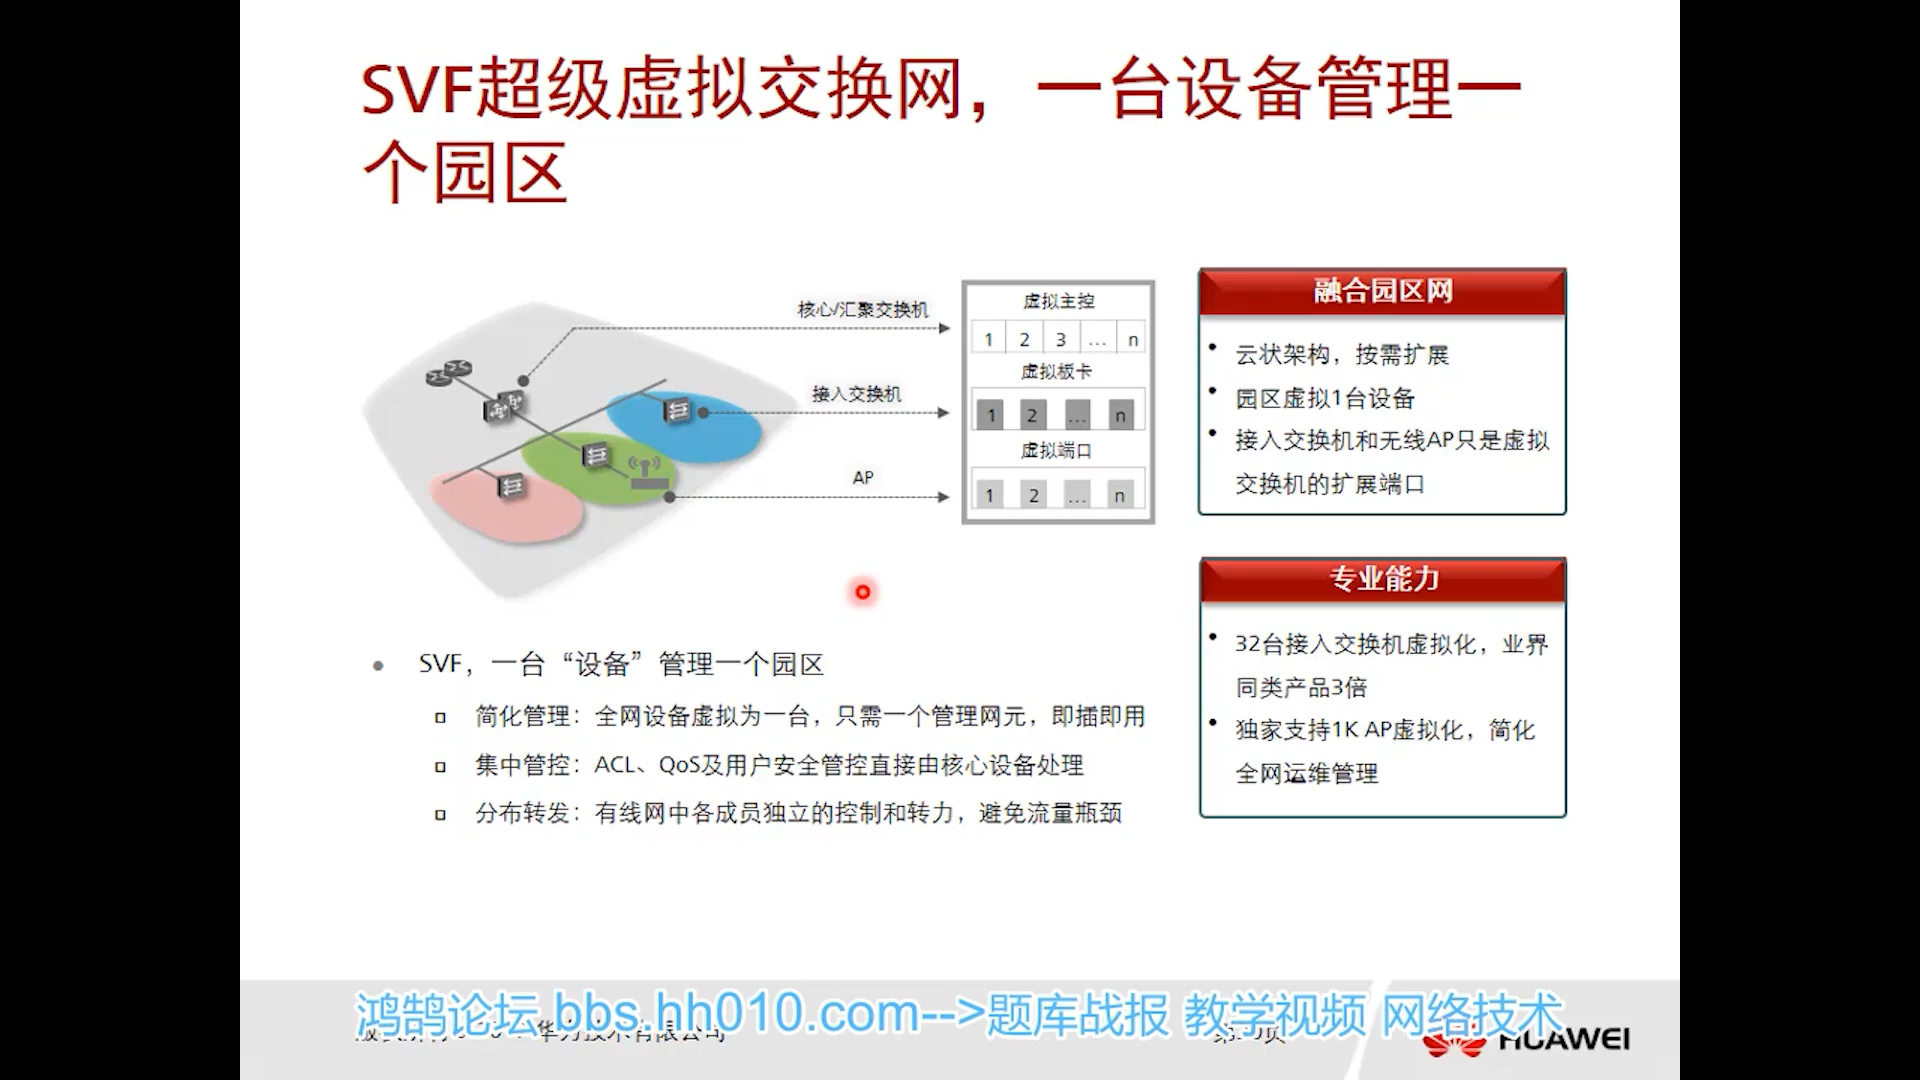 SVF超级虚拟交换网，一台设备管理一
个园区
核心/汇聚交换机
接入交换机
AP
虚拟主控
1 2 3 … n
虚拟板卡
1 2 … n
虚拟端口
1 2 … n
融合园区网
• 云状架构，按需扩展
• 园区虚拟1台设备
• 接入交换机和无线AP只是虚拟
交换机的扩展端口
专业能力
• 32台接入交换机虚拟化，业界
同类产品3倍
• 独家支持1K AP虚拟化，简化
全网运维管理
• SVF，一台“设备”管理一个园区
简化管理：全网设备虚拟为一台，只需一个管理网元，即插即用
集中管控：ACL、QoS及用户安全管控直接由核心设备处理
分布转发：有线网中各成员独立的控制和转力，避免流量瓶颈
鸿鹄论坛 bbs.hh010.com-->题库战报 教学视频 网络技术
华为技术有限公司
HUAWEI